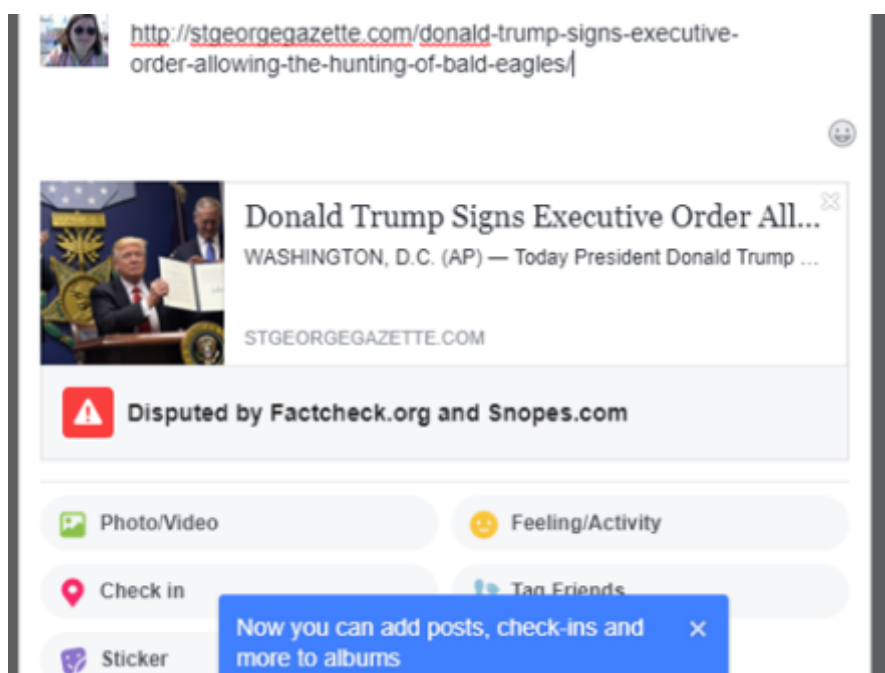 http://stgeorgegazette.com/donald-trump-signs-executive-
order-allowing-the-hunting-of-bald-eagles/
Donald Trump Signs Executive Order All...
WASHINGTON, D.C. (AP) — Today President Donald Trump ...
STGEORGEGAZETTE.COM
Disputed by Factcheck.org and Snopes.com
Photo/Video
Feeling/Activity
Check in
Tag Friends
Sticker
Now you can add posts, check-ins and
more to albums